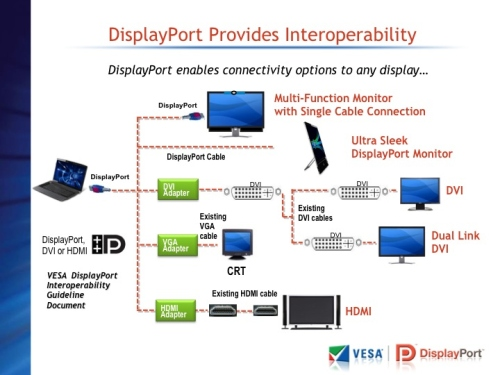 DisplayPort Provides Interoperability
DisplayPort enables connectivity options to any display…
DisplayPort
Multi-Function Monitor
with Single Cable Connection
Ultra Sleek
DisplayPort Monitor
DisplayPort Cable
DisplayPort
DVI
Adapter
DVI
DVI
DVI
Existing
DVI cables
Existing
VGA
cable
VGA
Adapter
CRT
DVI
Dual Link
DVI
DisplayPort,
DVI or HDMI
VESA DisplayPort
Interoperability
Guideline
Document
Existing HDMI cable
HDMI
Adapter
HDMI
VESA
DisplayPort